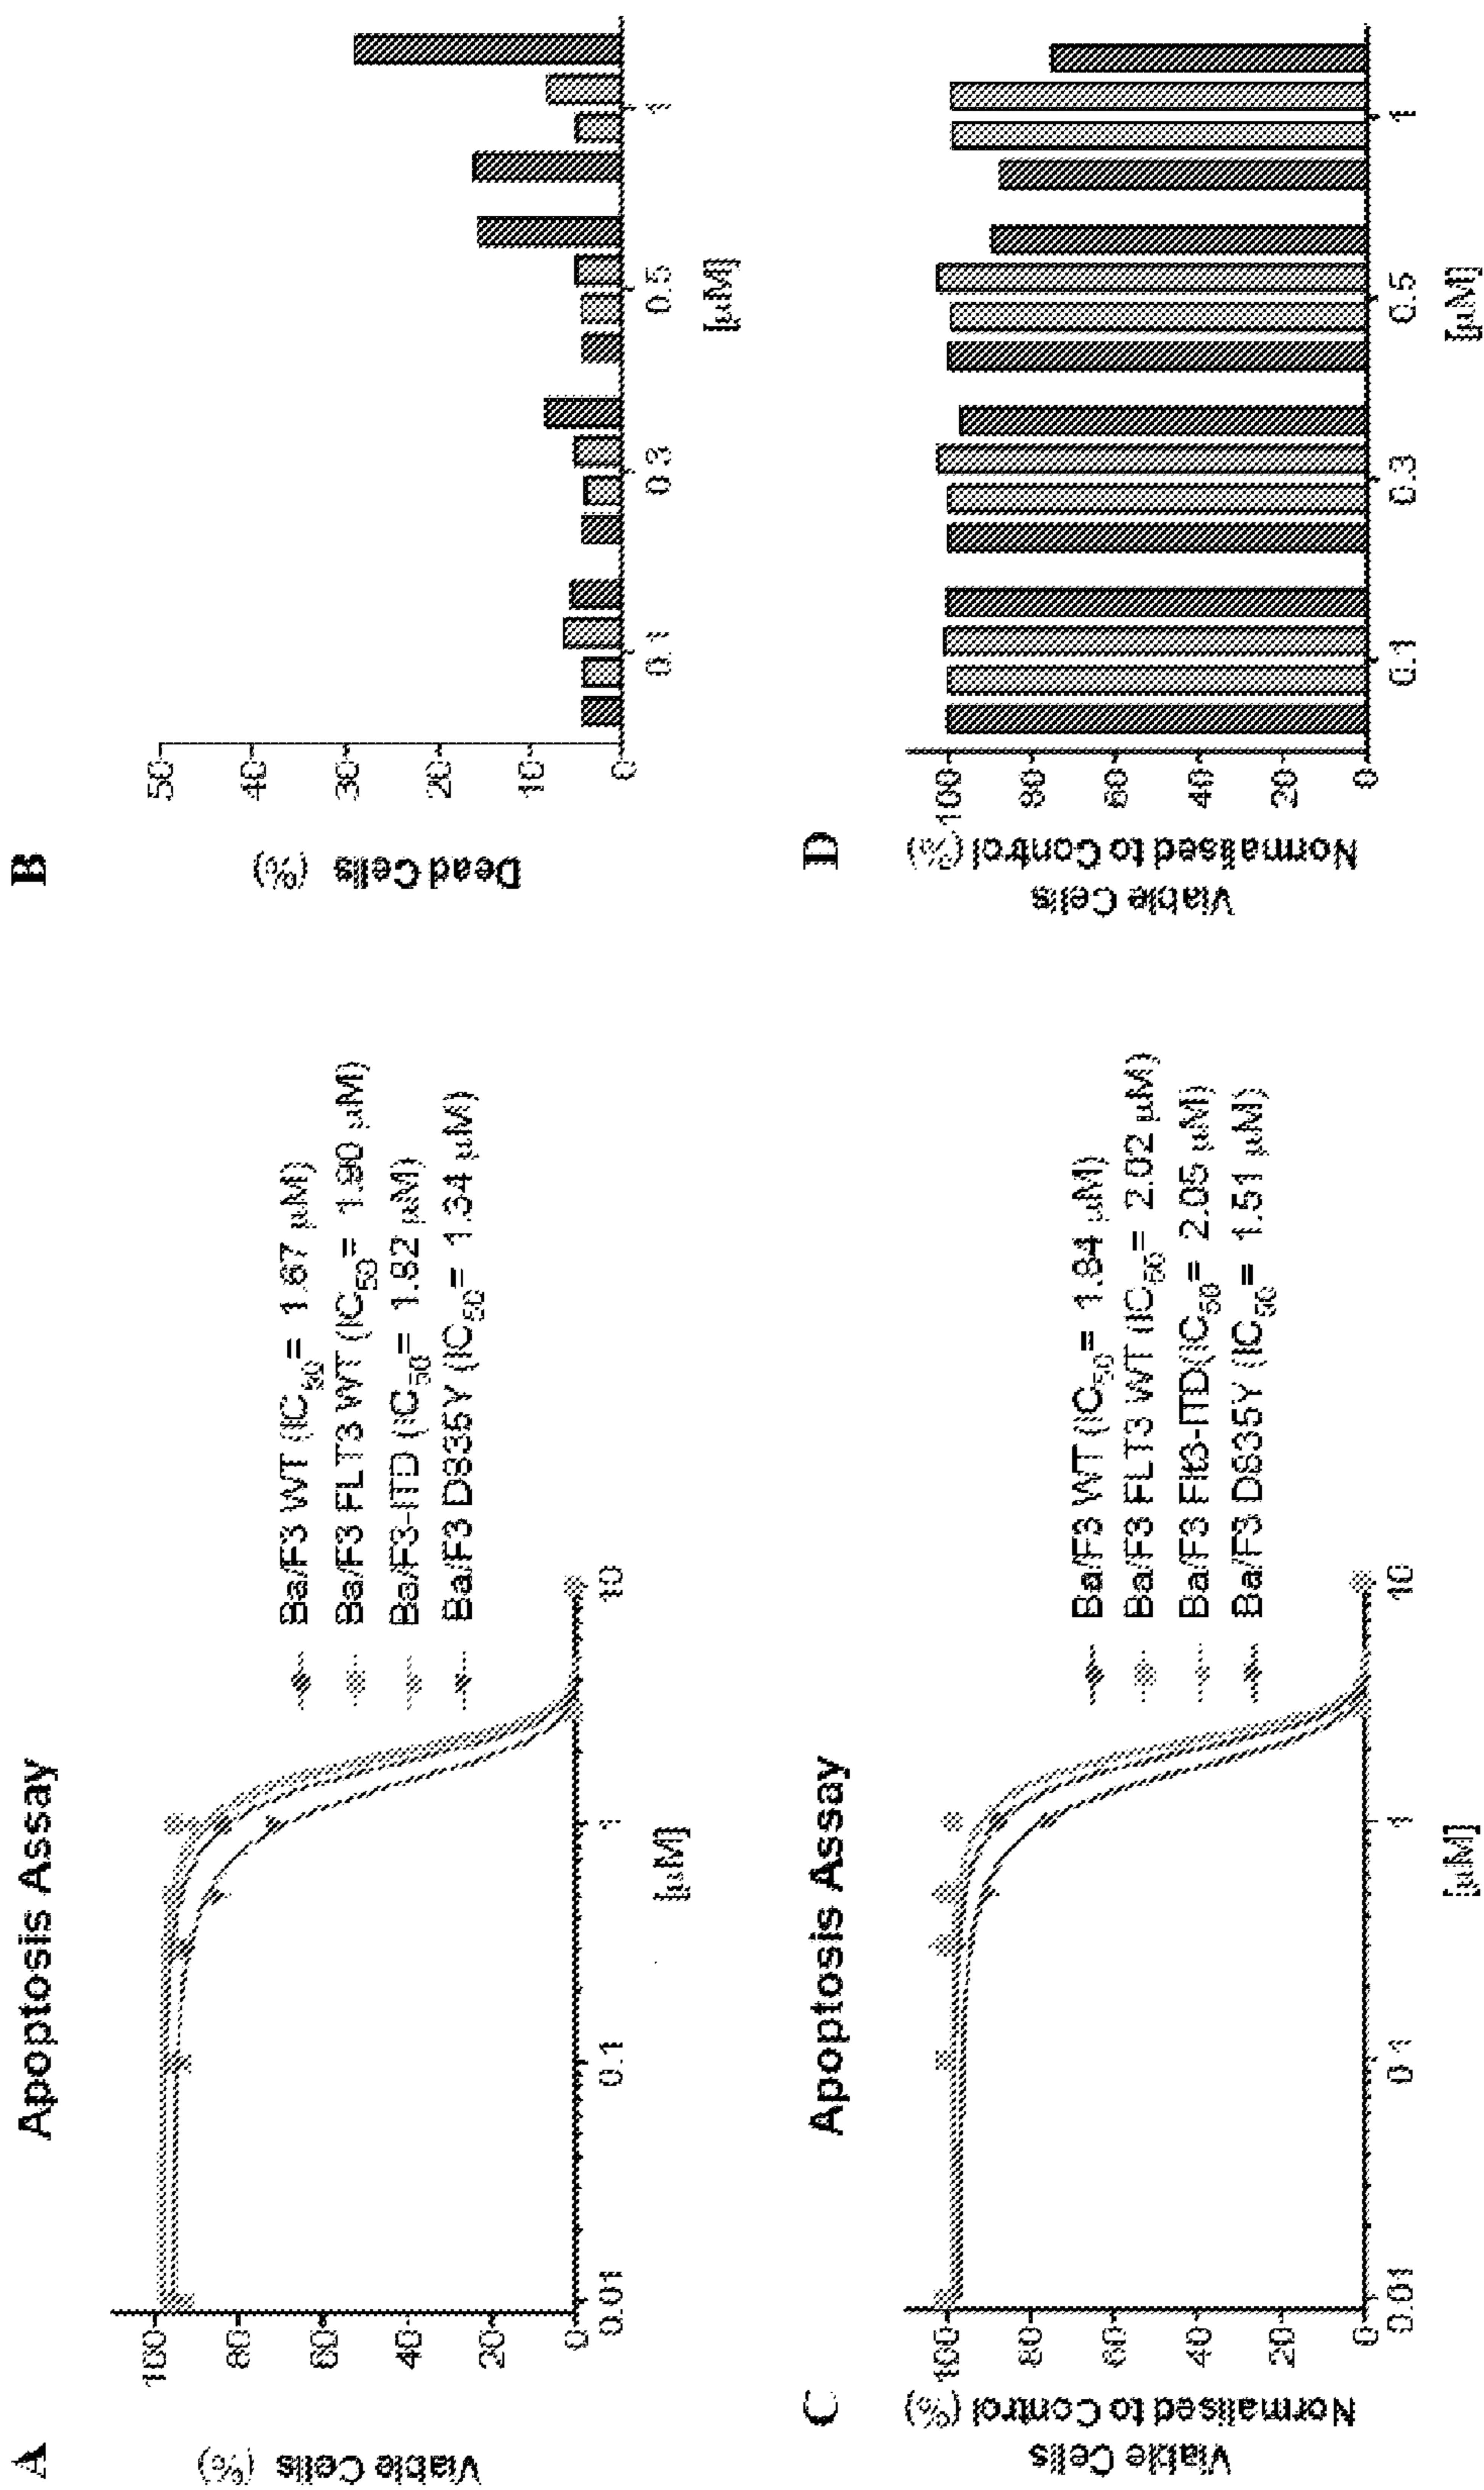 A
Apoptosis Assay
Viable Cells (%)
100
80
60
40
20
0
0.01
0.1
1
10
[µM]
Ba/F3 WT (IC50= 1.67 µM)
Ba/F3 FLT3 WT (IC50= 1.90 µM)
Ba/F3-ITD (IC50= 1.82 µM)
Ba/F3 D835Y (IC50= 1.34 µM)
B
Dead Cells (%)
50
40
30
20
10
0
0.1
0.3
0.5
1
[µM]
C
Apoptosis Assay
Viable Cells
Normalised to Control (%)
100
80
60
40
20
0
0.01
0.1
1
10
[µM]
Ba/F3 WT (IC50= 1.84 µM)
Ba/F3 FLT3 WT (IC50= 2.02 µM)
Ba/F3 Flt3-ITD(IC50= 2.05 µM)
Ba/F3 D835Y (IC50= 1.51 µM)
D
Viable Cells
Normalised to Control (%)
100
80
60
40
20
0
0.1
0.3
0.5
1
[µM]